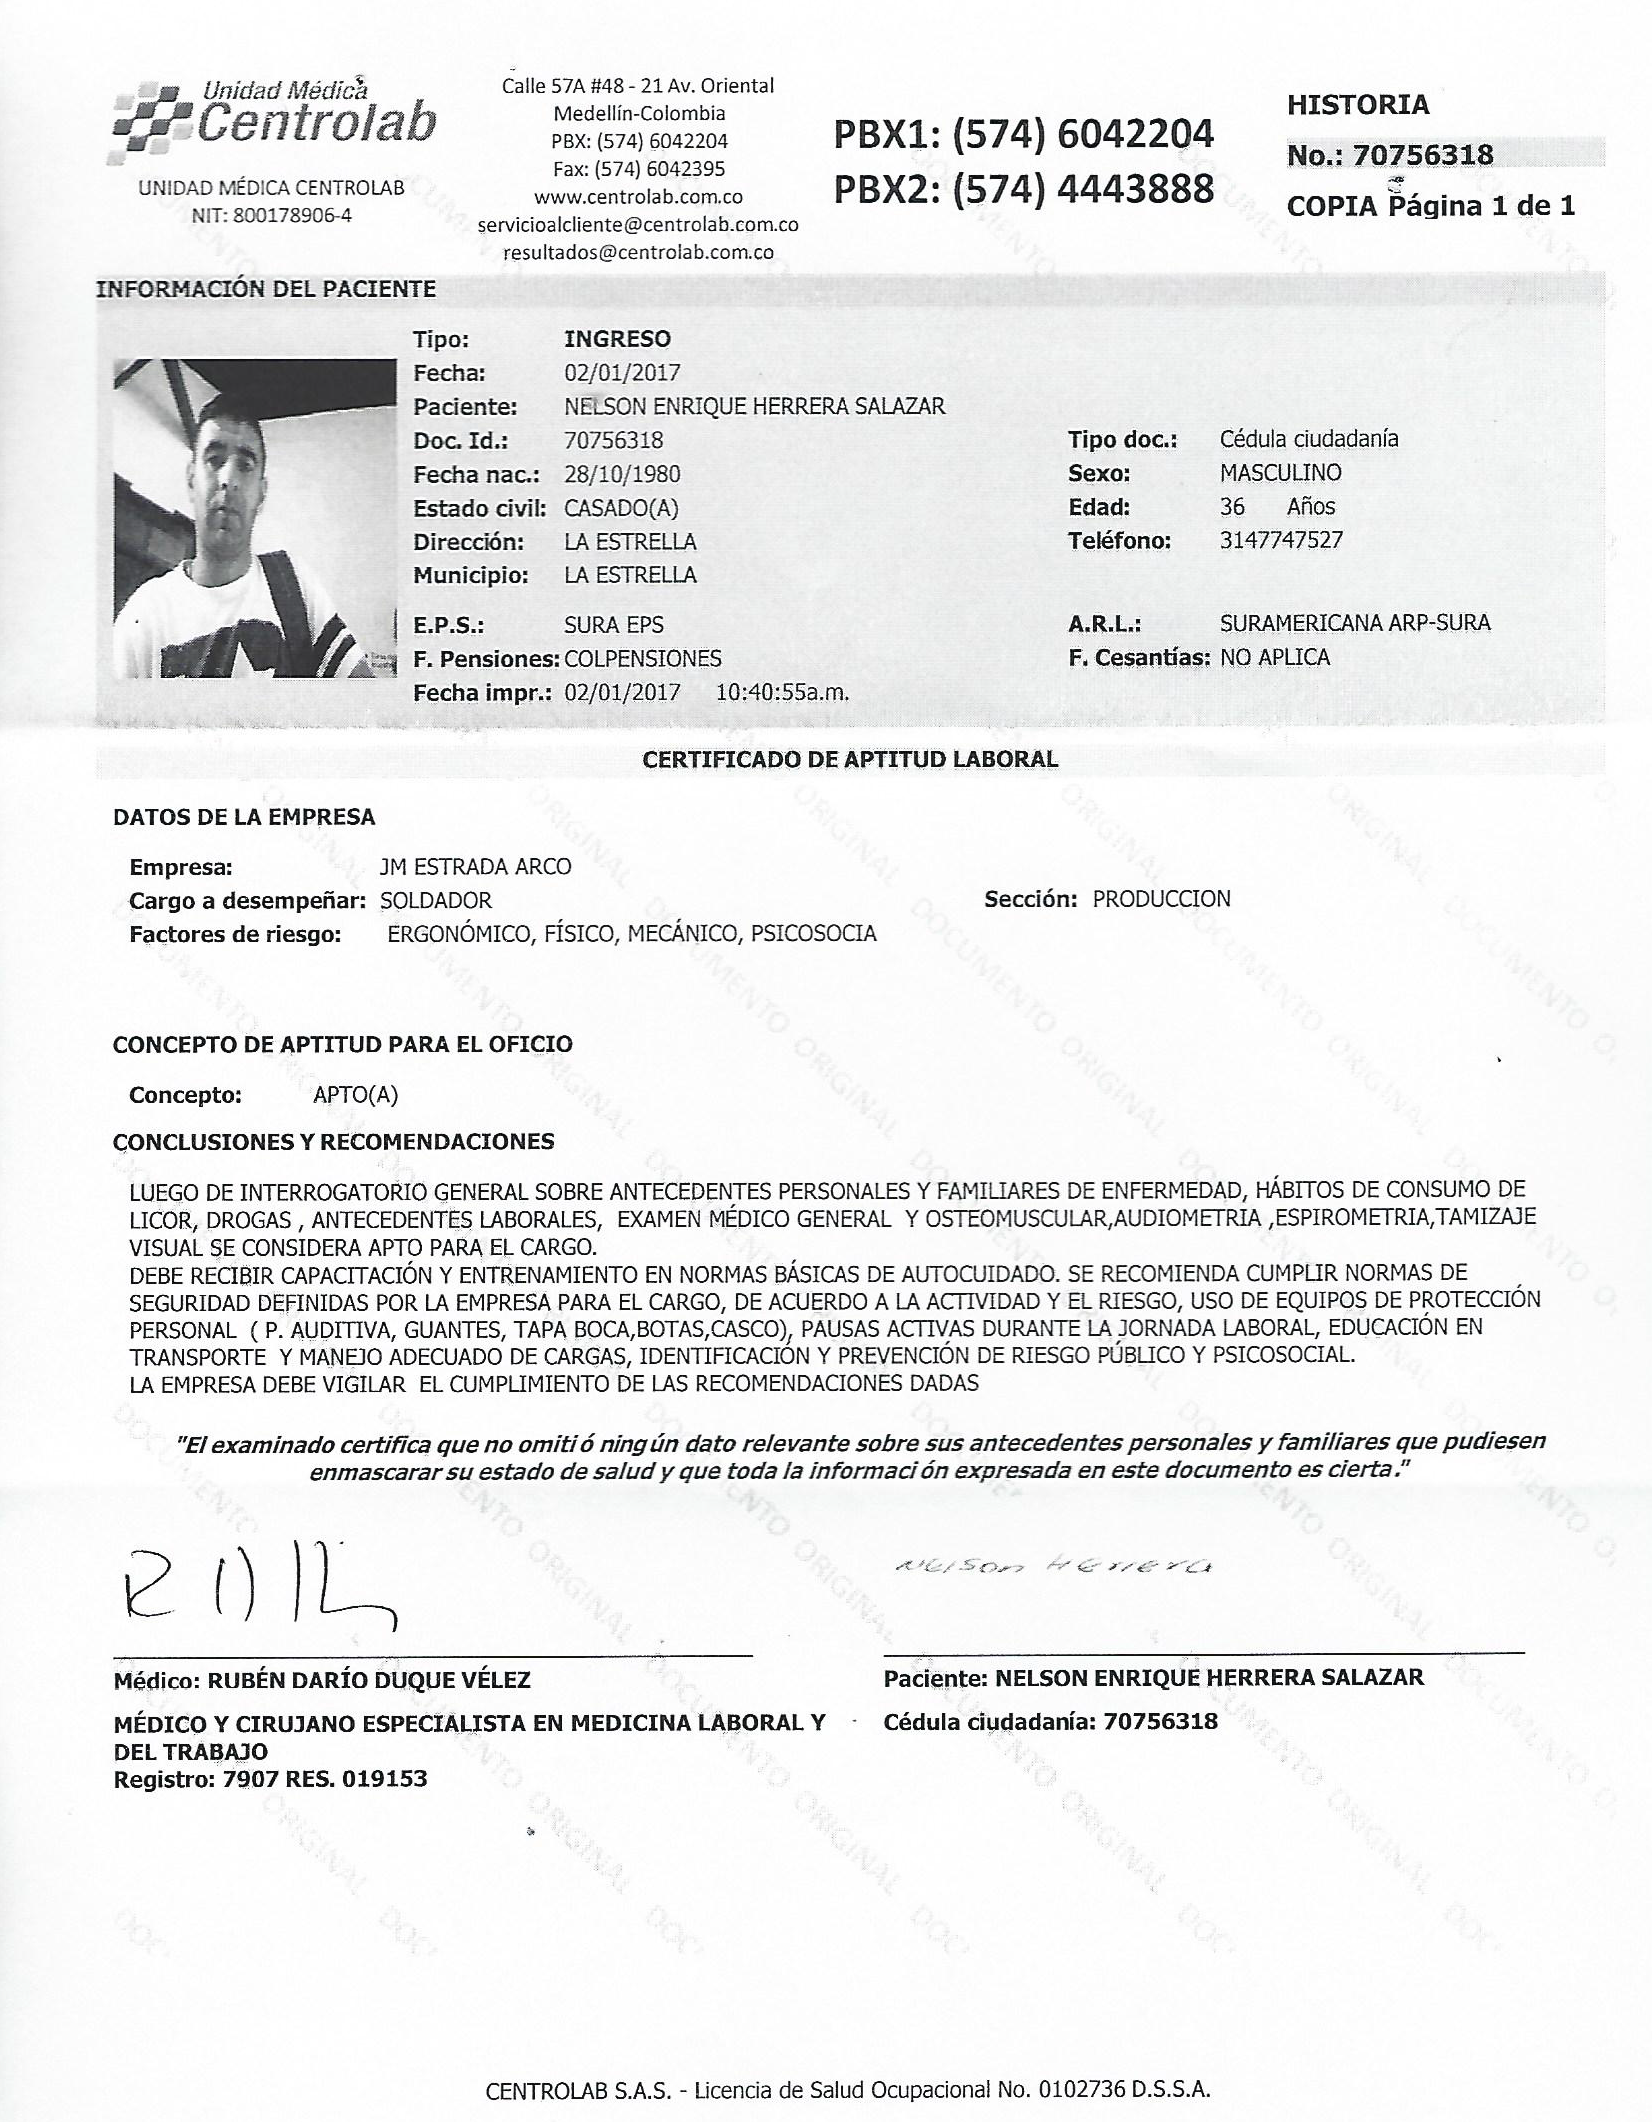 Unidad Médica
Centrolab
UNIDAD MÉDICA CENTROLAB
NIT: 800178906-4
Calle 57A #48 - 21 Av. Oriental
Medellín-Colombia
PBX: (574) 6042204
Fax: (574) 6042395
www.centrolab.com.co
servicioalcliente@centrolab.com.co
resultados@centrolab.com.co
PBX1: (574) 6042204
PBX2: (574) 4443888
HISTORIA
No.: 70756318
COPIA Página 1 de 1
INFORMACIÓN DEL PACIENTE
Tipo: INGRESO
Fecha: 02/01/2017
Paciente: NELSON ENRIQUE HERRERA SALAZAR
Doc. Id.: 70756318 Tipo doc.: Cédula ciudadanía
Fecha nac.: 28/10/1980 Sexo: MASCULINO
Estado civil: CASADO(A) Edad: 36 Años
Dirección: LA ESTRELLA Teléfono: 3147747527
Municipio: LA ESTRELLA
E.P.S.: SURA EPS A.R.L.: SURAMERICANA ARP-SURA
F. Pensiones: COLPENSIONES F. Cesantías: NO APLICA
Fecha impr.: 02/01/2017 10:40:55a.m.
CERTIFICADO DE APTITUD LABORAL
DATOS DE LA EMPRESA
Empresa: JM ESTRADA ARCO
Cargo a desempeñar: SOLDADOR Sección: PRODUCCION
Factores de riesgo: ERGONÓMICO, FÍSICO, MECÁNICO, PSICOSOCIA
CONCEPTO DE APTITUD PARA EL OFICIO
Concepto: APTO(A)
CONCLUSIONES Y RECOMENDACIONES
LUEGO DE INTERROGATORIO GENERAL SOBRE ANTECEDENTES PERSONALES Y FAMILIARES DE ENFERMEDAD, HÁBITOS DE CONSUMO DE
LICOR, DROGAS , ANTECEDENTES LABORALES, EXAMEN MÉDICO GENERAL Y OSTEOMUSCULAR,AUDIOMETRIA ,ESPIROMETRIA,TAMIZAJE
VISUAL SE CONSIDERA APTO PARA EL CARGO.
DEBE RECIBIR CAPACITACIÓN Y ENTRENAMIENTO EN NORMAS BÁSICAS DE AUTOCUIDADO. SE RECOMIENDA CUMPLIR NORMAS DE
SEGURIDAD DEFINIDAS POR LA EMPRESA PARA EL CARGO, DE ACUERDO A LA ACTIVIDAD Y EL RIESGO, USO DE EQUIPOS DE PROTECCIÓN
PERSONAL ( P. AUDITIVA, GUANTES, TAPA BOCA,BOTAS,CASCO), PAUSAS ACTIVAS DURANTE LA JORNADA LABORAL, EDUCACIÓN EN
TRANSPORTE Y MANEJO ADECUADO DE CARGAS, IDENTIFICACIÓN Y PREVENCIÓN DE RIESGO PÚBLICO Y PSICOSOCIAL.
LA EMPRESA DEBE VIGILAR EL CUMPLIMIENTO DE LAS RECOMENDACIONES DADAS
"El examinado certifica que no omitió ningún dato relevante sobre sus antecedentes personales y familiares que pudiesen
enmascarar su estado de salud y que toda la información expresada en este documento es cierta."
Nelson Herrera
Médico: RUBÉN DARÍO DUQUE VÉLEZ
MÉDICO Y CIRUJANO ESPECIALISTA EN MEDICINA LABORAL Y
DEL TRABAJO
Registro: 7907 RES. 019153
Paciente: NELSON ENRIQUE HERRERA SALAZAR
Cédula ciudadanía: 70756318
DOCUMENTO ORIGINAL
CENTROLAB S.A.S. - Licencia de Salud Ocupacional No. 0102736 D.S.S.A.